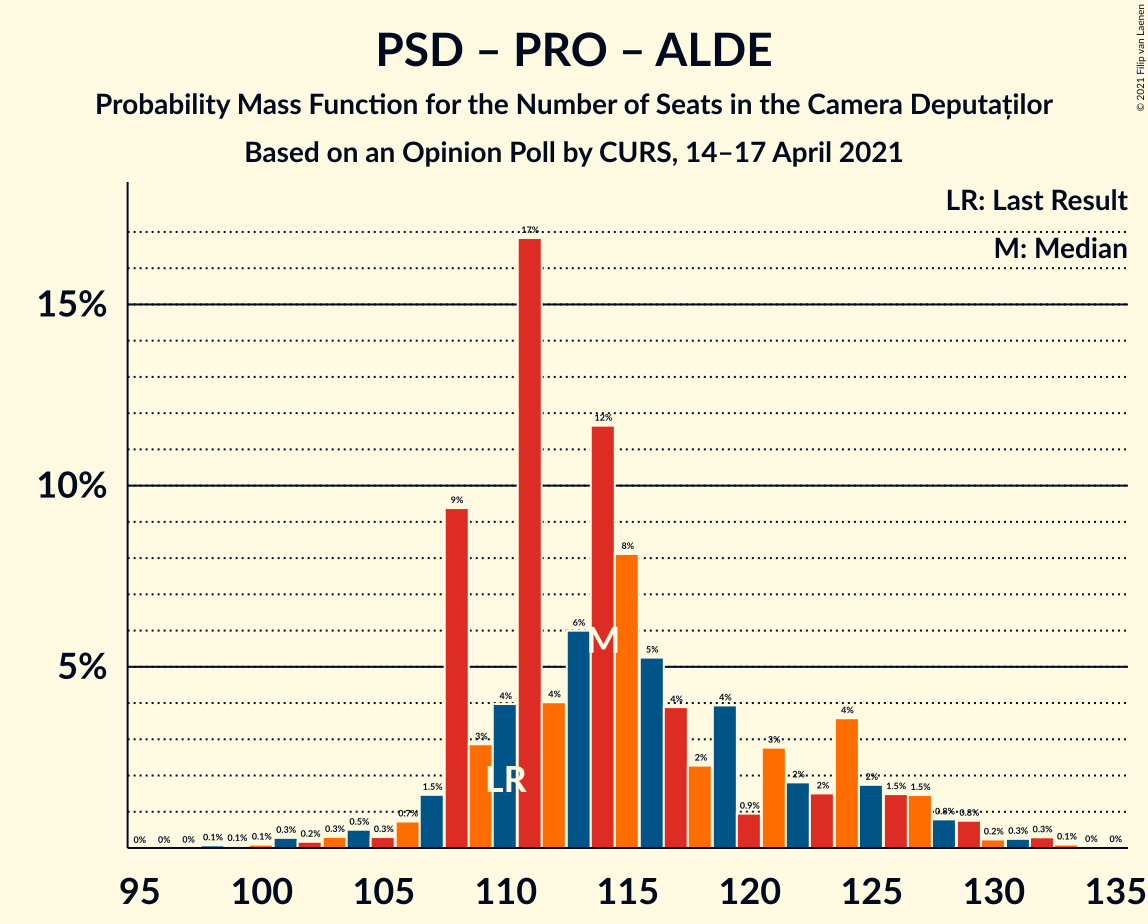 PSD – PRO – ALDE
Probability Mass Function for the Number of Seats in the Camera Deputaților
Based on an Opinion Poll by CURS, 14–17 April 2021
© 2021 Filip van Laenen
LR: Last Result
M: Median
15%
10%
5%
0% 0% 0% 0.1% 0.1% 0.1% 0.3% 0.2% 0.3% 0.5% 0.3% 0.7% 1.5% 9% 3% 4% 17% 4% 6% 12% 8% 5% 4% 2% 4% 0.9% 3% 2% 2% 4% 2% 1.5% 1.5% 0.8% 0.8% 0.2% 0.3% 0.3% 0.1% 0% 0%
LR
M
95 100 105 110 115 120 125 130 135